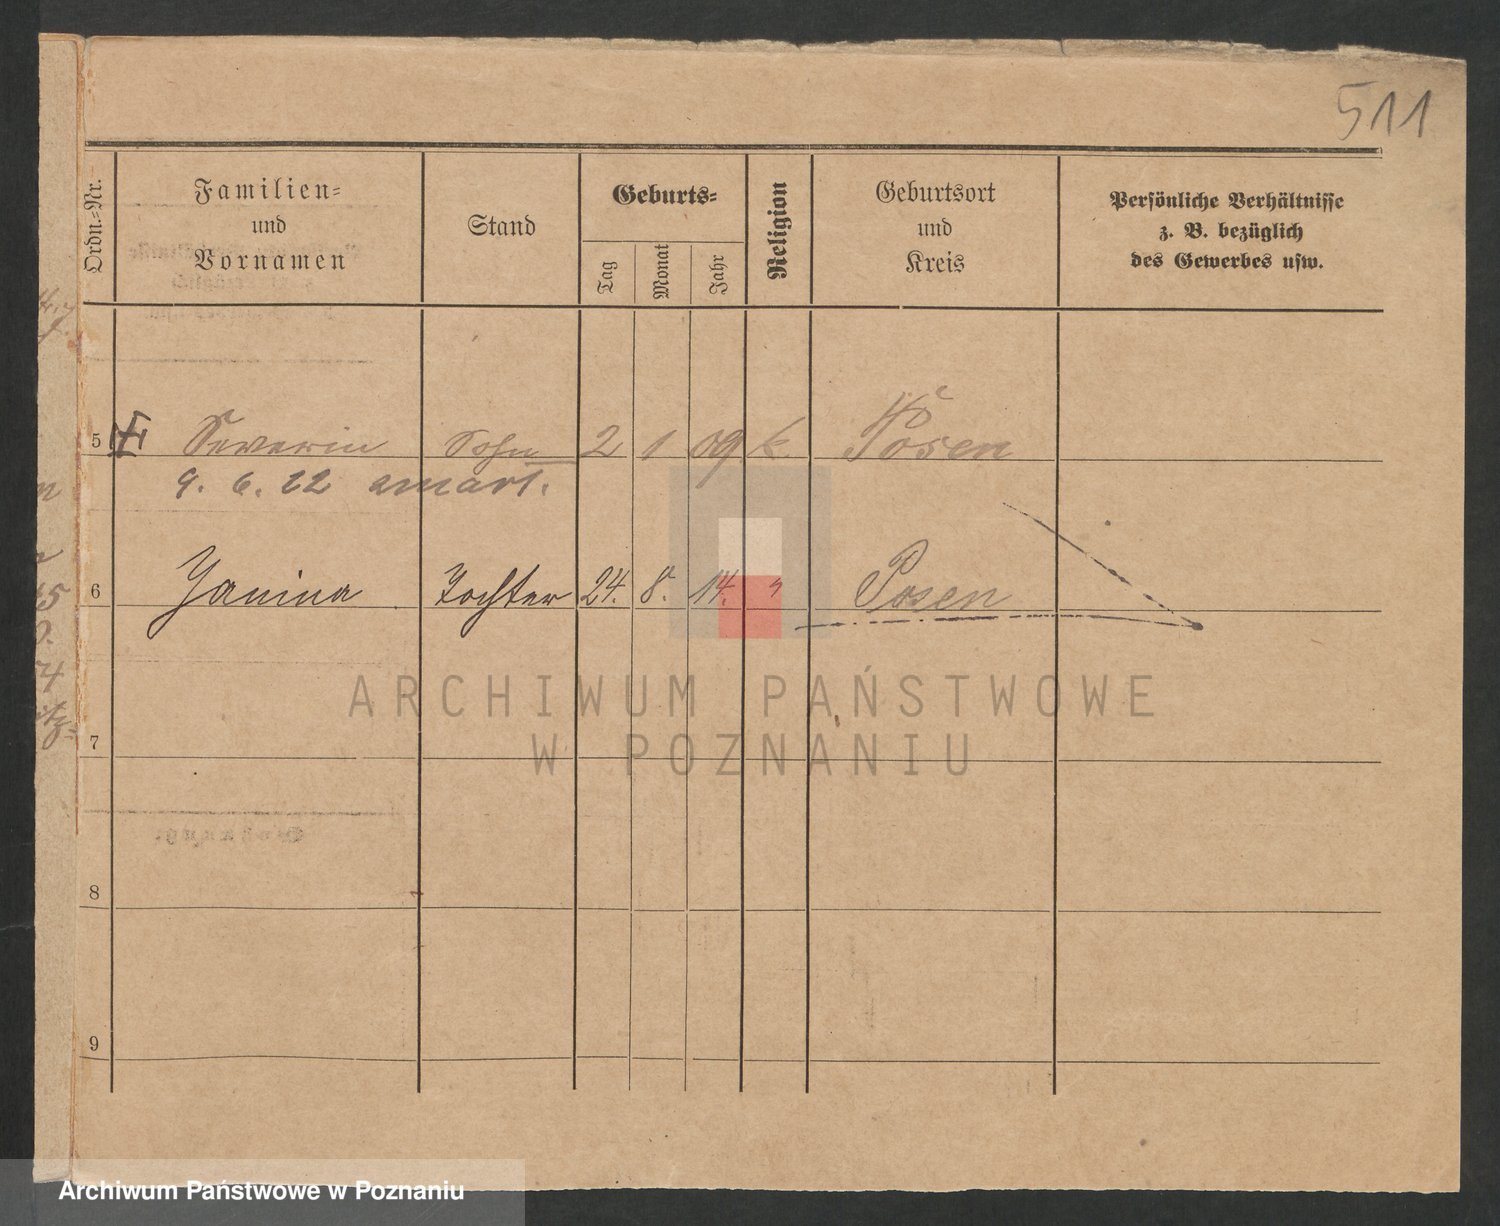 511
Ordn.=Nr.
Familien=
und
Vornamen
Stand
Geburts=
Tag
Monat
Jahr
Religion
Geburtsort
und
Kreis
Persönliche Verhältnisse
z. B. bezüglich
des Gewerbes usw.
5 Severin Sohn 2 1 09 k. Posen
9. 6. 22 zmarł.
6 Janina Tochter 24. 8. 14. " Posen
7
8
9
ARCHIWUM PAŃSTWOWE
W POZNANIU
Archiwum Państwowe w Poznaniu